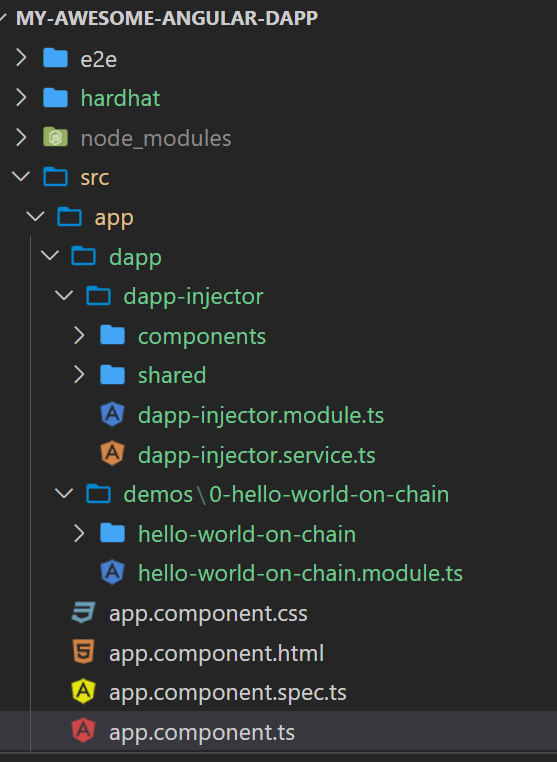 MY-AWESOME-ANGULAR-DAPP
e2e
hardhat
node_modules
src
app
dapp
dapp-injector
components
shared
dapp-injector.module.ts
dapp-injector.service.ts
demos\0-hello-world-on-chain
hello-world-on-chain
hello-world-on-chain.module.ts
app.component.css
app.component.html
app.component.spec.ts
app.component.ts